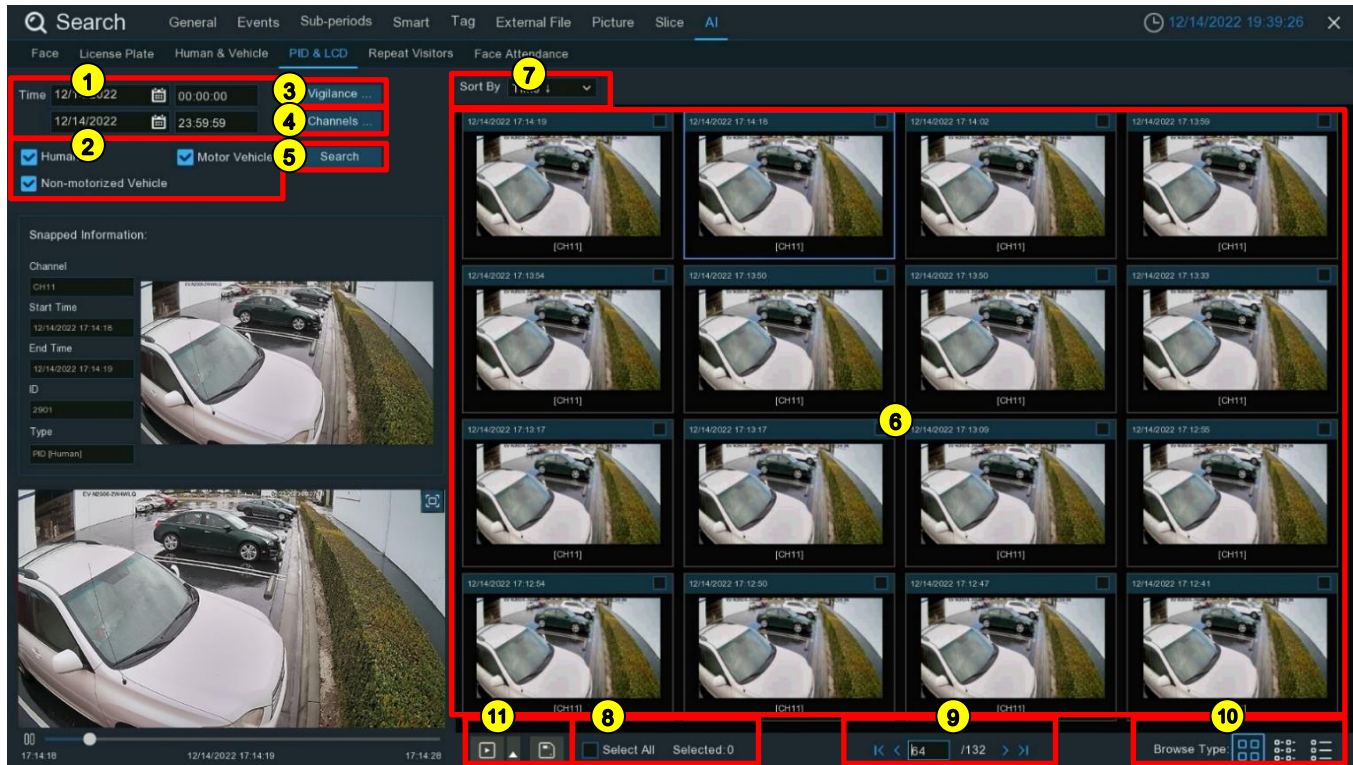 Search General Events Sub-periods Smart Tag External File Picture Slice AI 12/14/2022 19:39:26
Face License Plate Human & Vehicle PID & LCD Repeat Visitors Face Attendance
1
7
Time 00:00:00 3 Vigilance ... Sort By
12/14/2022 23:59:59 4 Channels ...
2
Human Motor Vehicle 5 Search
Non-motorized Vehicle
12/14/2022 17:14:19 12/14/2022 17:14:18 12/14/2022 17:14:02 12/14/2022 17:13:59
[CH11] [CH11] [CH11] [CH11]
Snapped Information:
Channel
CH11
Start Time
12/14/2022 17:14:18
End Time
12/14/2022 17:14:19
ID
2901
Type
PID [Human]
12/14/2022 17:13:54 12/14/2022 17:13:50 12/14/2022 17:13:50 12/14/2022 17:13:33
[CH11] [CH11] [CH11] [CH11]
6
12/14/2022 17:13:17 12/14/2022 17:13:17 12/14/2022 17:13:09 12/14/2022 17:12:55
[CH11] [CH11] [CH11] [CH11]
12/14/2022 17:12:54 12/14/2022 17:12:50 12/14/2022 17:12:47 12/14/2022 17:12:41
[CH11] [CH11] [CH11] [CH11]
11 8 9 10
Select All Selected:0 64 /132 Browse Type:
17:14:18 12/14/2022 17:14:19 17:14:28